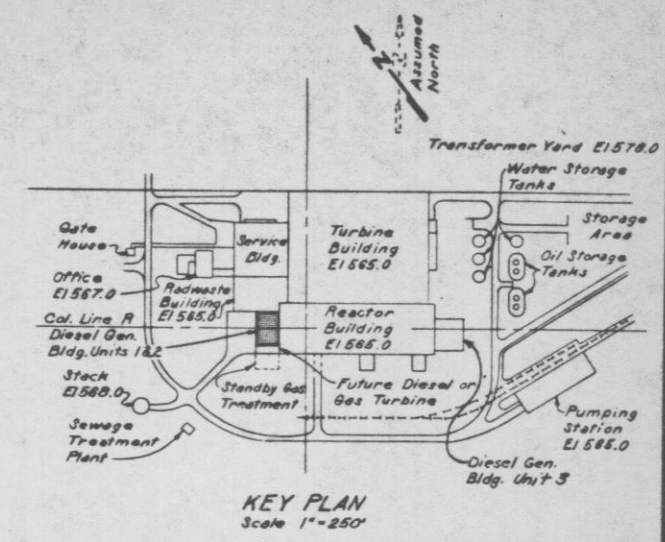 N
Assumed
North
Transformer Yard El 578.0
Water Storage
Tanks
Storage
Area
Oil Storage
Tanks
Gate
House
Service
Bldg.
Turbine
Building
El 565.0
Office
El 567.0
Radwaste
Building
El 565.0
Col. Line R
Diesel Gen.
Bldg. Units 1&2
Reactor
Building
El 565.0
Stack
El 568.0
Standby Gas
Treatment
Future Diesel or
Gas Turbine
Sewage
Treatment
Plant
Pumping
Station
El 565.0
Diesel Gen.
Bldg. Unit 3
KEY PLAN
Scale 1"=250'